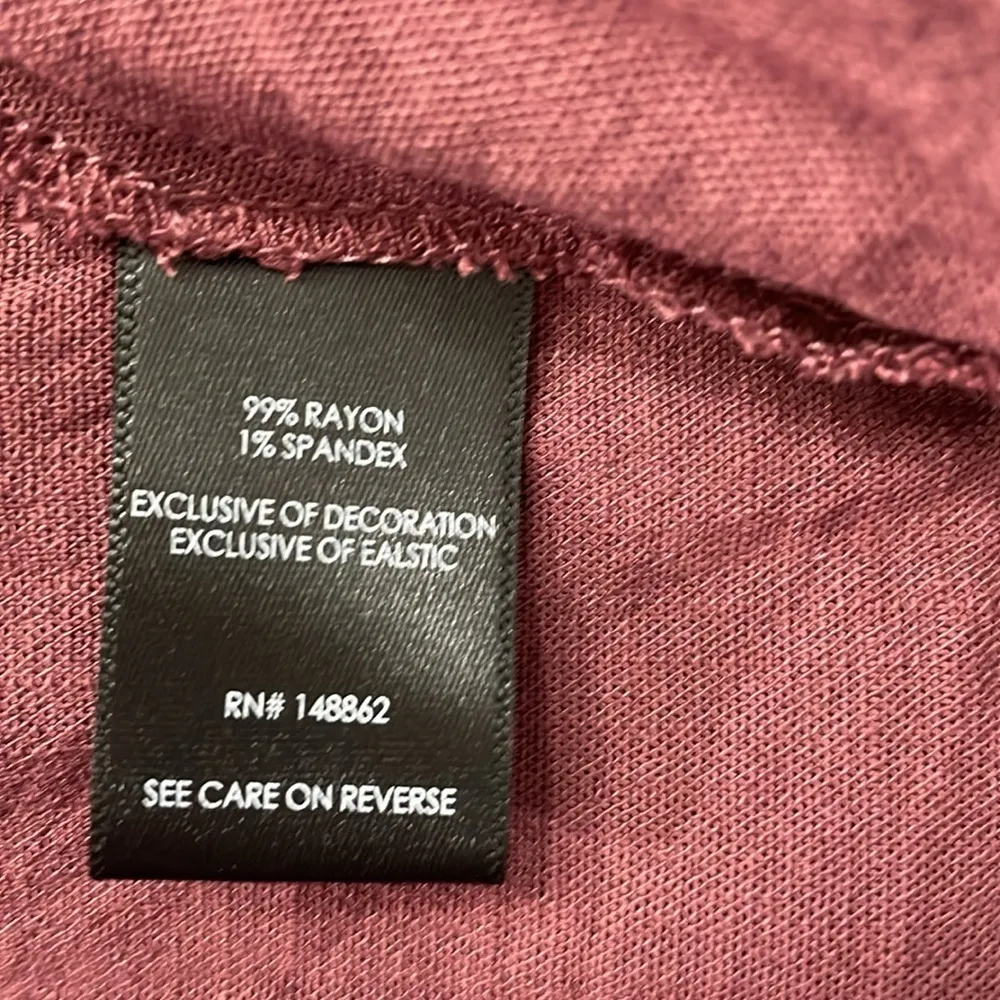 99% RAYON
1% SPANDEX
EXCLUSIVE OF DECORATION
EXCLUSIVE OF EALSTIC
RN# 148862
SEE CARE ON REVERSE